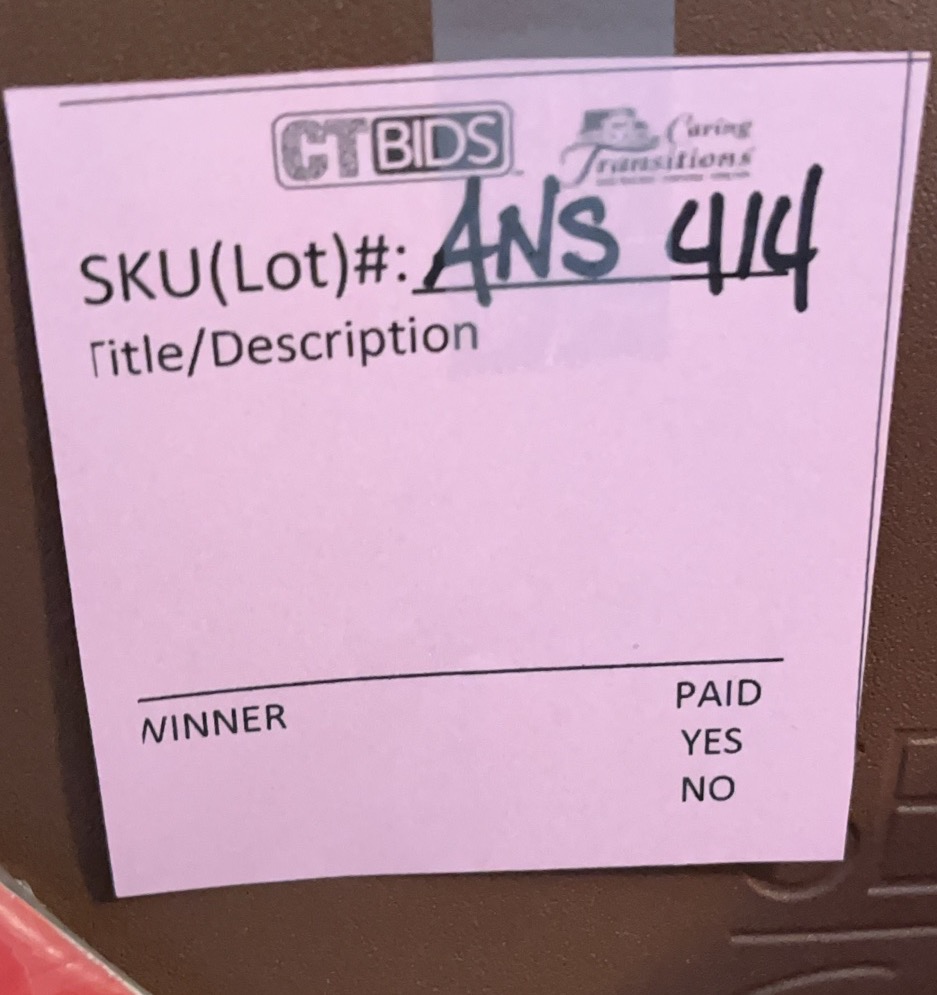 CTBIDS
Caring
Transitions
SKU(Lot)#: ANS 414
Title/Description
WINNER
PAID
YES
NO